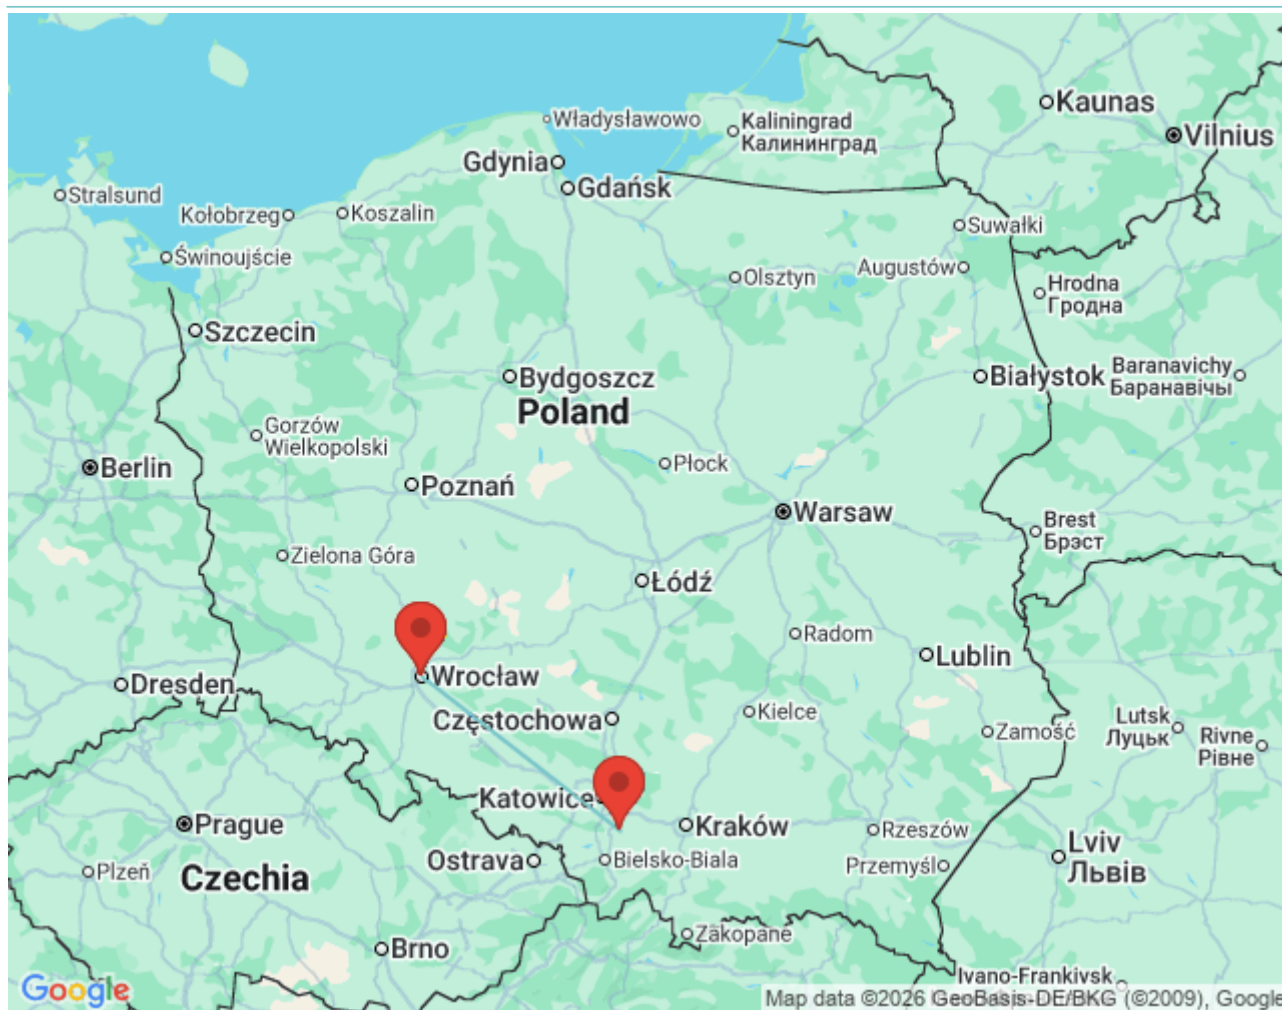 Władysławowo
Kaliningrad
Калининград
Kaunas
Vilnius
Gdynia
Gdańsk
Stralsund
Kołobrzeg
Koszalin
Suwałki
Świnoujście
Olsztyn
Augustów
Hrodna
Гродна
Szczecin
Bydgoszcz
Białystok
Baranavichy
Баранавічы
Poland
Gorzów
Wielkopolski
Berlin
Płock
Poznań
Warsaw
Brest
Брэст
Zielona Góra
Łódź
Radom
Lublin
Dresden
Wrocław
Częstochowa
Kielce
Zamość
Lutsk
Луцьк
Rivne
Рівне
Katowice
Prague
Kraków
Rzeszów
Lviv
Львів
Plzeň
Czechia
Ostrava
Bielsko-Biala
Przemyśl
Brno
Zakopane
Ivano-Frankivsk
Google
Map data ©2026 GeoBasis-DE/BKG (©2009), Google